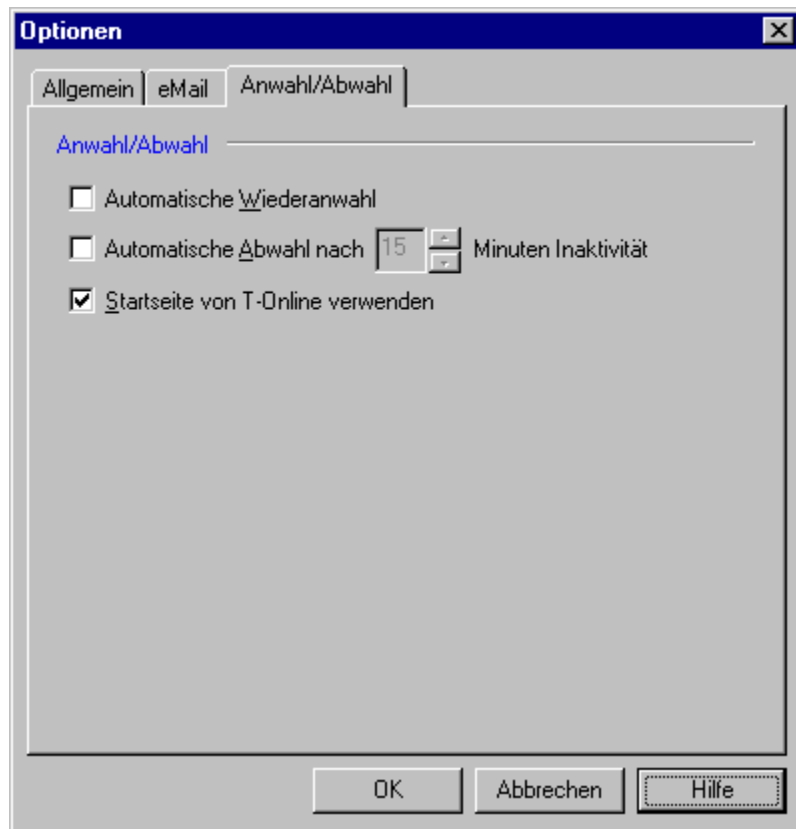 Optionen
Allgemein eMail Anwahl/Abwahl
Anwahl/Abwahl
Automatische Wiederanwahl
Automatische Abwahl nach 15 Minuten Inaktivität
Startseite von T-Online verwenden
OK Abbrechen Hilfe